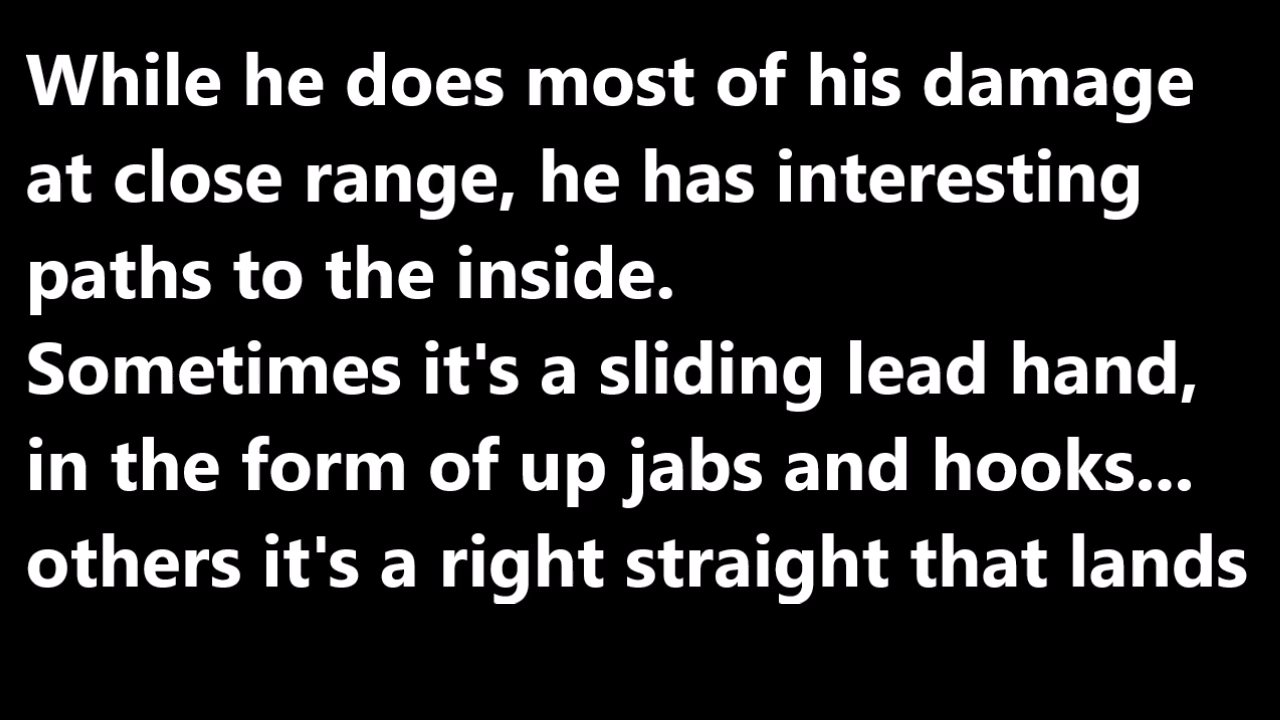 While he does most of his damage
at close range, he has interesting
paths to the inside.
Sometimes it's a sliding lead hand,
in the form of up jabs and hooks...
others it's a right straight that lands